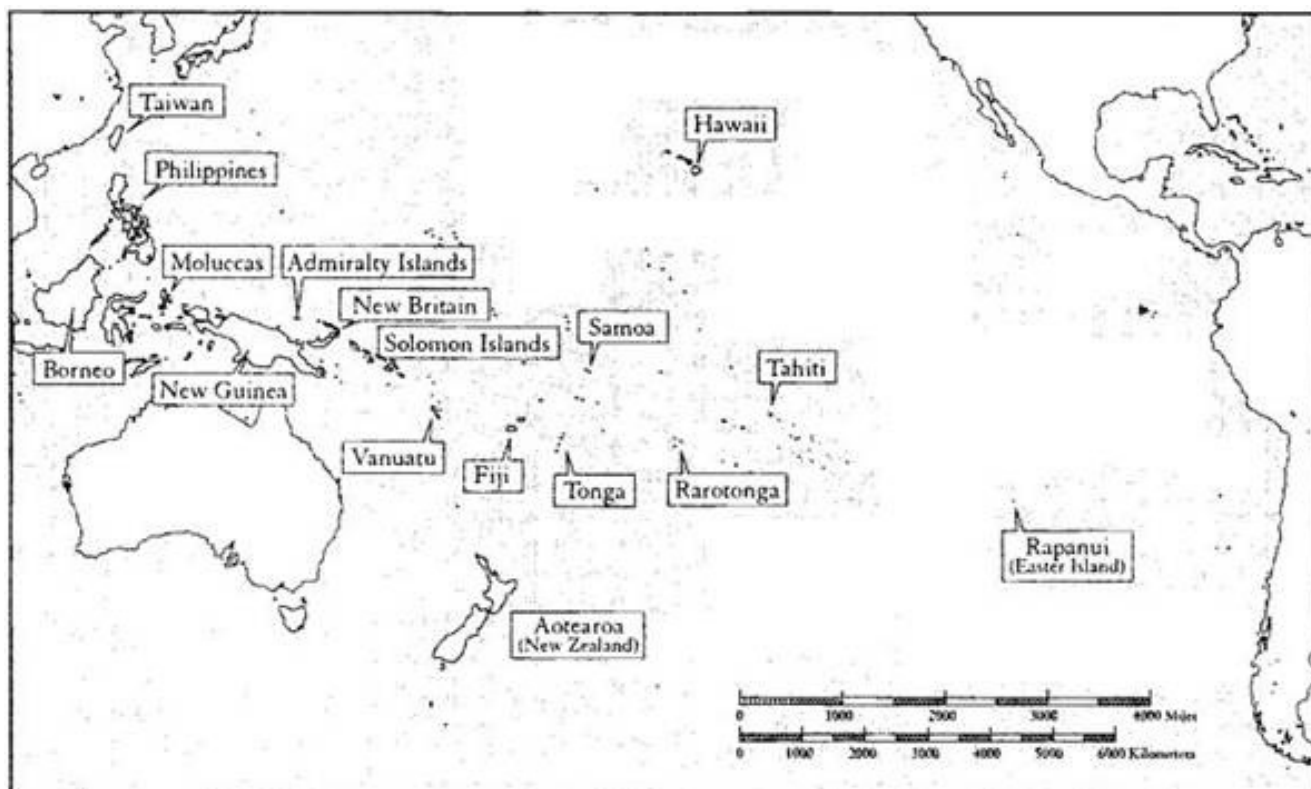 Taiwan
Hawaii
Philippines
Moluccas
Admiralty Islands
New Britain
Solomon Islands
Samoa
Borneo
New Guinea
Tahiti
Vanuatu
Fiji
Tonga
Rarotonga
Rapanui
(Easter Island)
Aotearoa
(New Zealand)
0 1000 2000 3000 4000 Miles
0 1000 2000 3000 4000 5000 6000 Kilometers